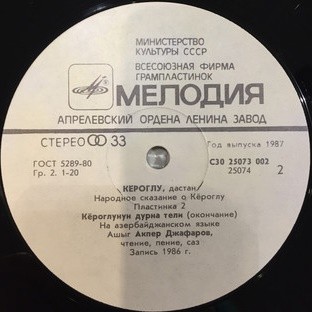 МИНИСТЕРСТВО
КУЛЬТУРЫ СССР
ВСЕСОЮЗНАЯ ФИРМА
ГРАМПЛАСТИНОК
МЕЛОДИЯ
АПРЕЛЕВСКИЙ ОРДЕНА ЛЕНИНА ЗАВОД
СТЕРЕО 33
Год выпуска 1987
ГОСТ 5289-80
Гр. 2. 1-20
С30 25073 002
25074
2
КЕРОГЛУ, дастан
Народное сказание о Кёроглу
Пластинка 2
Кёроглунун дурна тели (окончание)
На азербайджанском языке
Ашыг Акпер Джафаров,
чтение, пение, саз
Запись 1986 г.